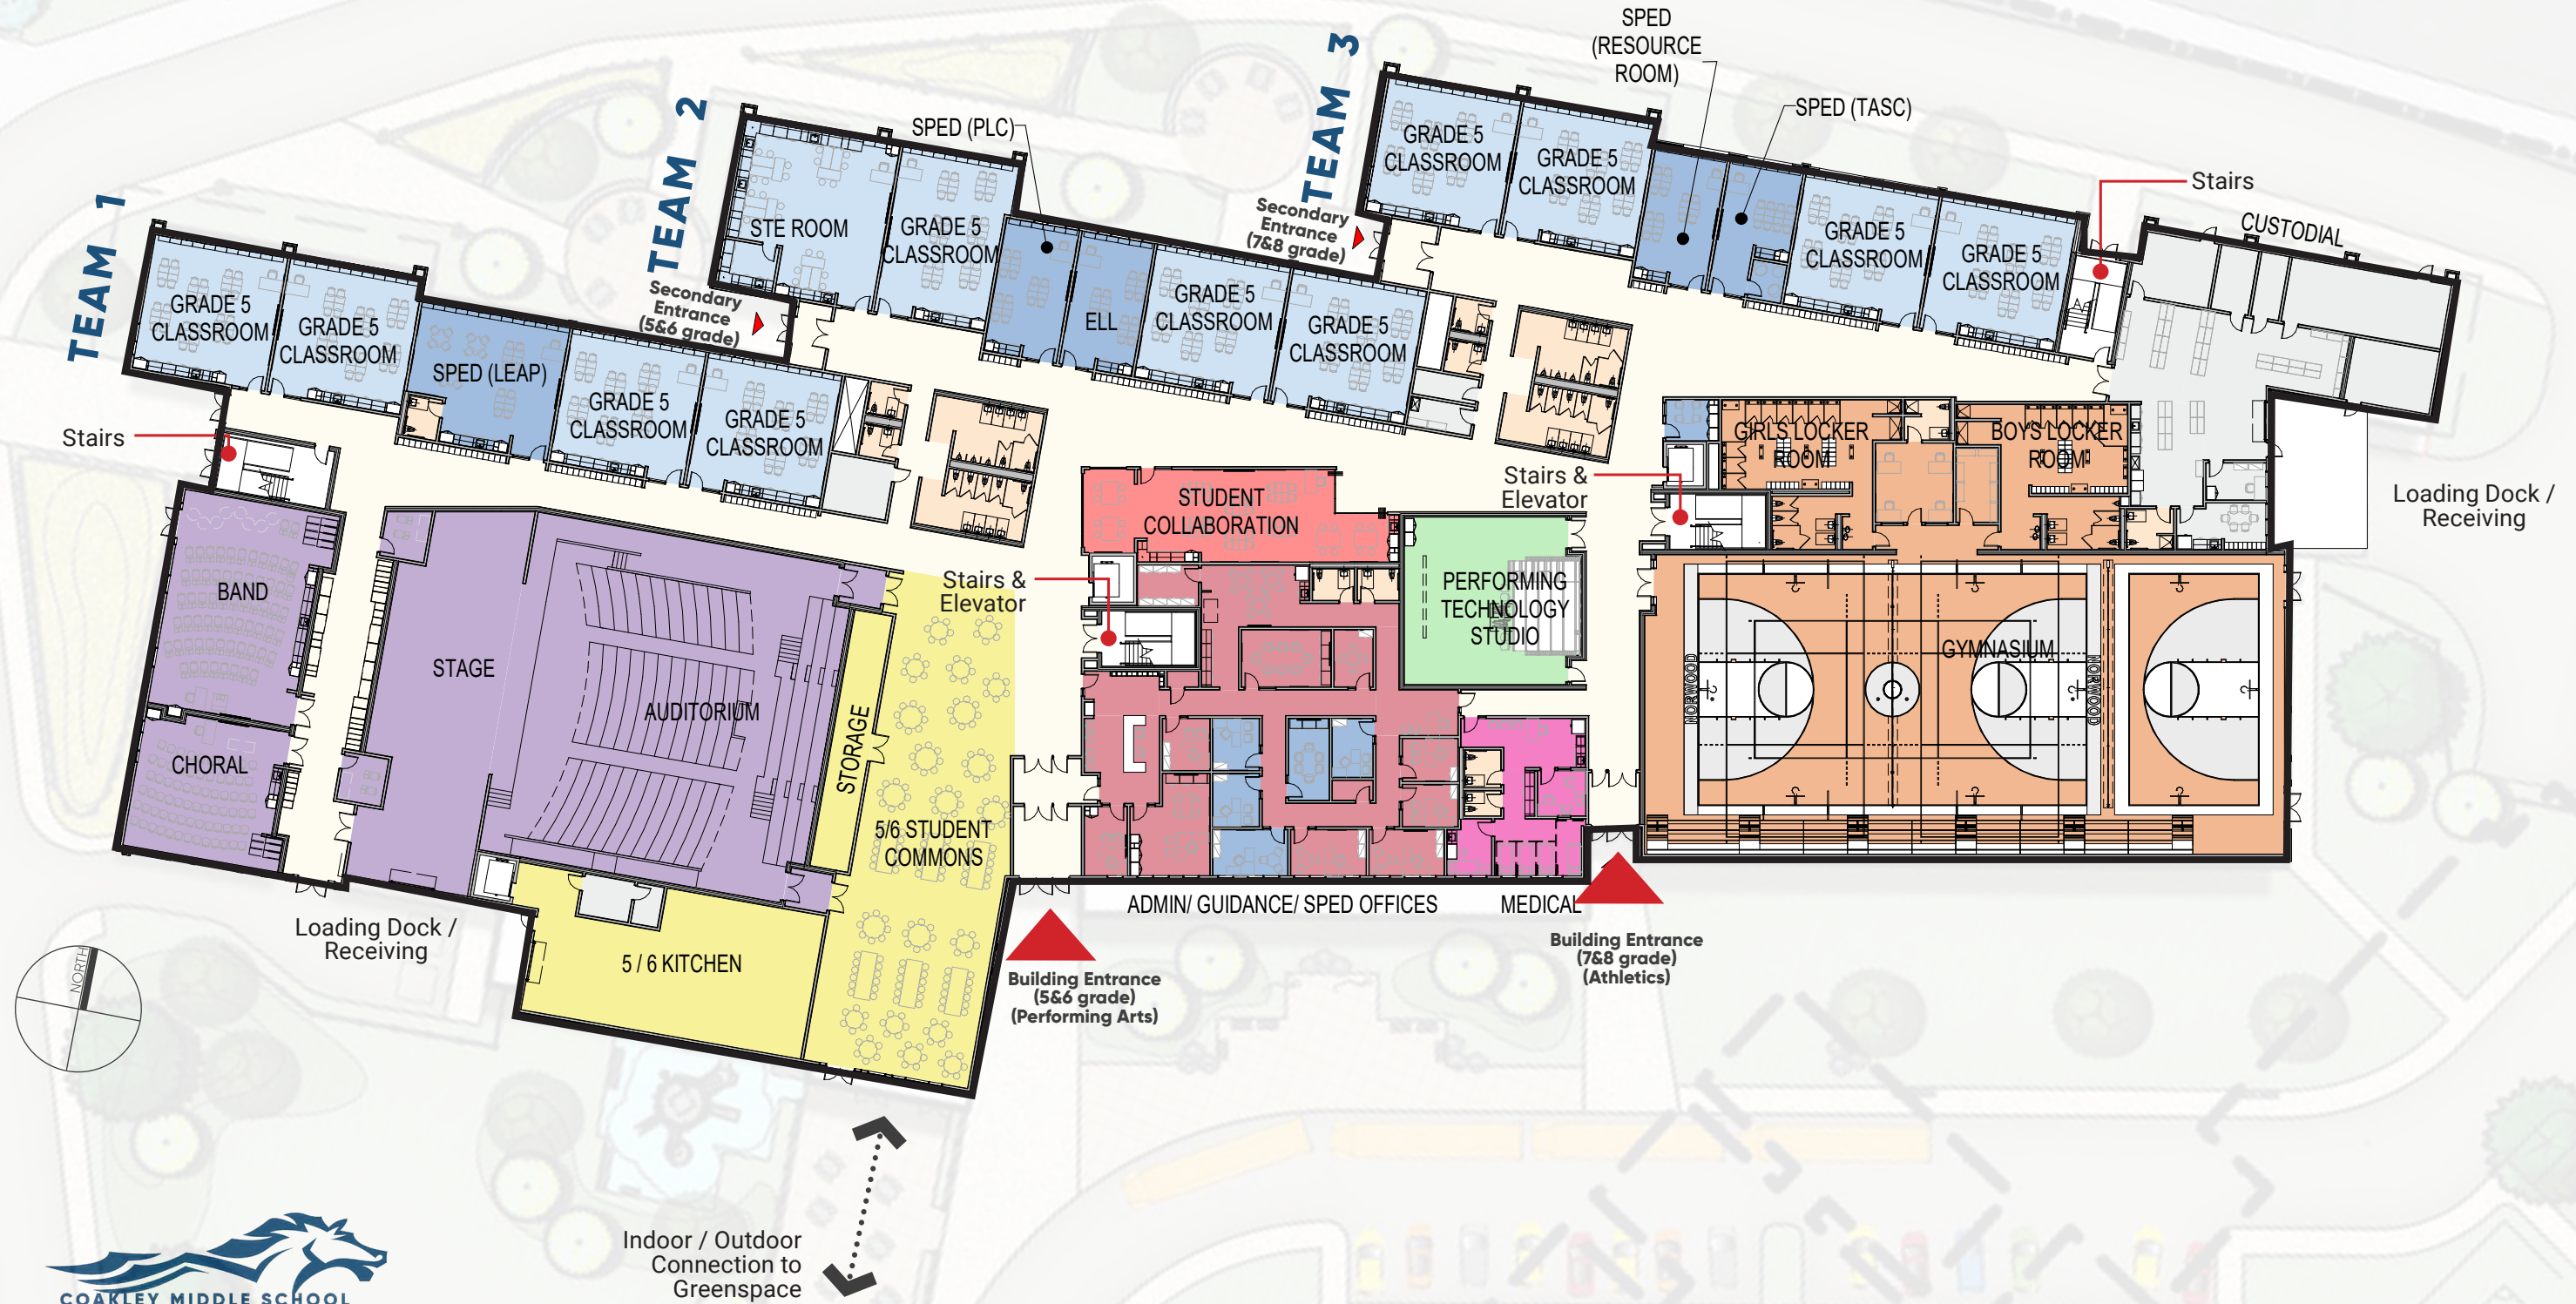 TEAM 1
TEAM 2
TEAM 3
SPED
(RESOURCE
ROOM)
SPED (TASC)
SPED (PLC)
Stairs
CUSTODIAL
GRADE 5
CLASSROOM
GRADE 5
CLASSROOM
GRADE 5
CLASSROOM
GRADE 5
CLASSROOM
Secondary
Entrance
(7&8 grade)
STE ROOM
GRADE 5
CLASSROOM
ELL
GRADE 5
CLASSROOM
GRADE 5
CLASSROOM
Secondary
Entrance
(5&6 grade)
GRADE 5
CLASSROOM
GRADE 5
CLASSROOM
SPED (LEAP)
GRADE 5
CLASSROOM
GRADE 5
CLASSROOM
Stairs
GIRLS LOCKER
ROOM
BOYS LOCKER
ROOM
Stairs &
Elevator
Loading Dock /
Receiving
STUDENT
COLLABORATION
Stairs &
Elevator
PERFORMING
TECHNOLOGY
STUDIO
BAND
STAGE
AUDITORIUM
STORAGE
CHORAL
GYMNASIUM
NORWOOD
NORWOOD
5/6 STUDENT
COMMONS
5 / 6 KITCHEN
ADMIN/ GUIDANCE/ SPED OFFICES
MEDICAL
Loading Dock /
Receiving
Building Entrance
(5&6 grade)
(Performing Arts)
Building Entrance
(7&8 grade)
(Athletics)
NORTH
Indoor / Outdoor
Connection to
Greenspace
COAKLEY MIDDLE SCHOOL